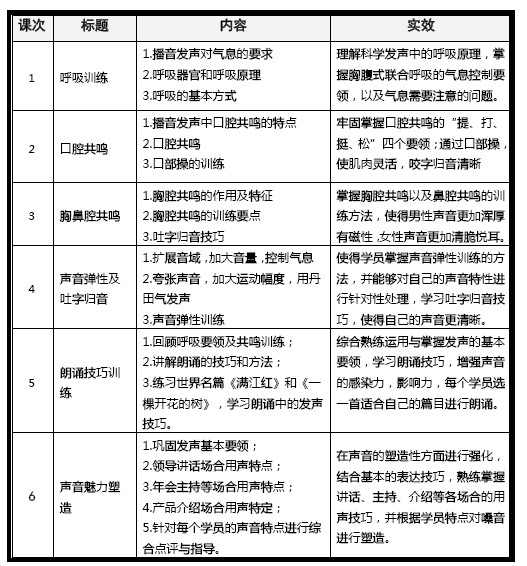 课次 标题 内容 实效
1 呼吸训练
1.播音发声对气息的要求
2.呼吸器官和呼吸原理
3.呼吸的基本方式
理解科学发声中的呼吸原理，掌
握胸腹式联合呼吸的气息控制要
领，以及气息需要注意的问题。
2 口腔共鸣
1.播音发声中口腔共鸣的特点
2.口腔共鸣
3.口部操的训练
牢固掌握口腔共鸣的“提、打、
挺、松”四个要领；通过口部操，
使肌肉灵活，咬字归音清晰
3 胸鼻腔共鸣
1.胸腔共鸣的作用及特征
2.胸腔共鸣的训练要点
3.吐字归音技巧
掌握胸腔共鸣以及鼻腔共鸣的训
练方法，使得男性声音更加浑厚
有磁性,女性声音更加清脆悦耳。
4 声音弹性及
吐字归音
1.扩展音域,加大音量,控制气息
2.夸张声音，加大运动幅度，用丹
田气发声
3.声音弹性训练
使得学员掌握声音弹性训练的方
法，并能够对自己的声音特性进
行针对性处理，学习吐字归音技
巧，使得自己的声音更清晰。
5 朗诵技巧训
练
1.回顾呼吸要领及共鸣训练；
2.讲解朗诵的技巧和方法；
3.练习世界名篇《满江红》和《一
棵开花的树》，学习朗诵中的发声
技巧。
综合熟练运用与掌握发声的基本
要领，学习朗诵技巧，增强声音
的感染力，影响力，每个学员选
一首适合自己的篇目进行朗诵。
6 声音魅力塑
造
1.巩固发声基本要领；
2.领导讲话场合用声特点；
3.年会主持等场合用声特点；
4.产品介绍场合用声特定；
5.针对每个学员的声音特点进行综
合点评与指导。
在声音的塑造性方面进行强化，
结合基本的表达技巧，熟练掌握
讲话、主持、介绍等各场合的用
声技巧，并根据学员特点对嗓音
进行塑造。